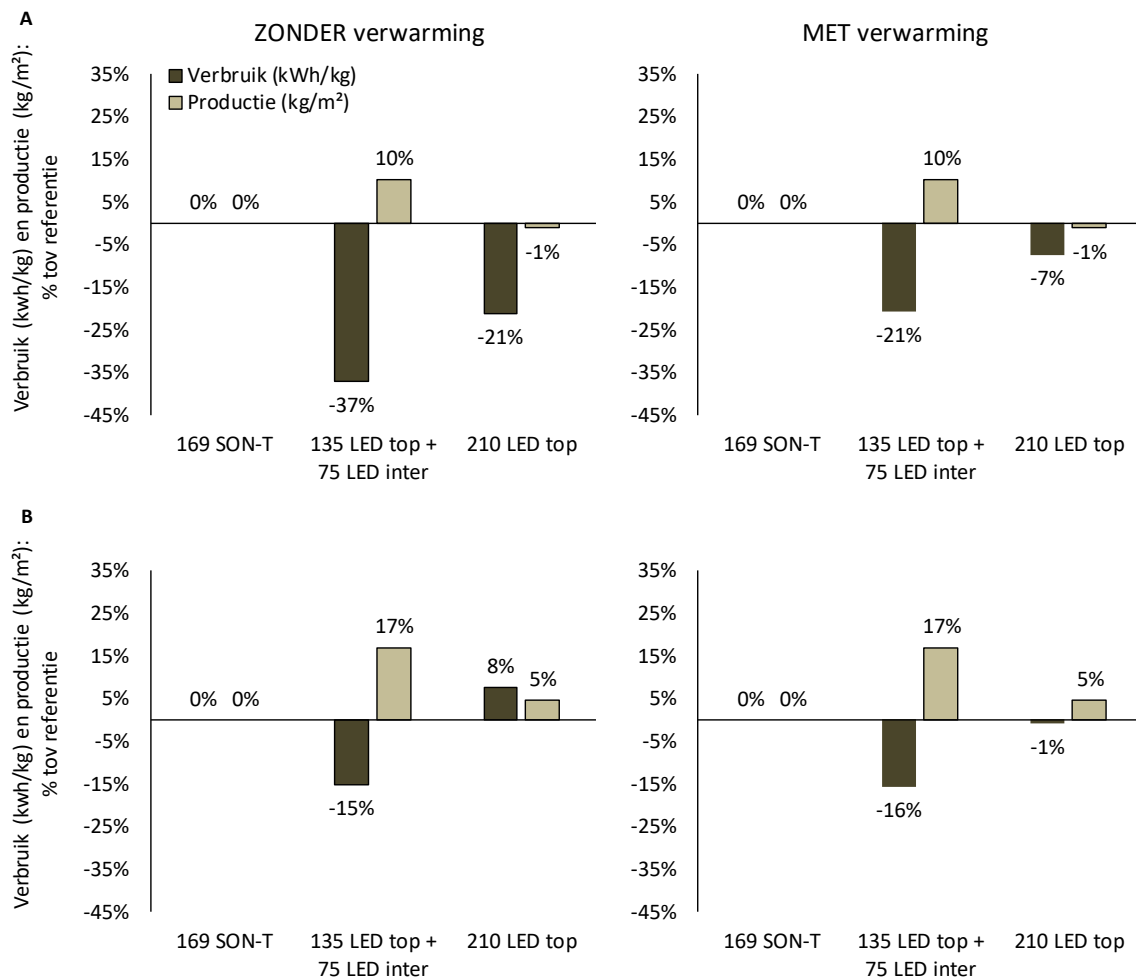 A
ZONDER verwarming
MET verwarming
Verbruik (kwh/kg) en productie (kg/m²):
% tov referentie
35%
25%
15%
5%
-5%
-15%
-25%
-35%
-45%
Verbruik (kWh/kg)
Productie (kg/m²)
0% 0%
10%
-37%
-21%
-1%
169 SON-T
135 LED top +
75 LED inter
210 LED top
35%
25%
15%
5%
-5%
-15%
-25%
-35%
-45%
0% 0%
10%
-21%
-7%
-1%
169 SON-T
135 LED top +
75 LED inter
210 LED top
B
Verbruik (kwh/kg) en productie (kg/m²):
% tov referentie
35%
25%
15%
5%
-5%
-15%
-25%
-35%
-45%
0% 0%
17%
-15%
8%
5%
169 SON-T
135 LED top +
75 LED inter
210 LED top
35%
25%
15%
5%
-5%
-15%
-25%
-35%
-45%
0% 0%
17%
-16%
5%
-1%
169 SON-T
135 LED top +
75 LED inter
210 LED top